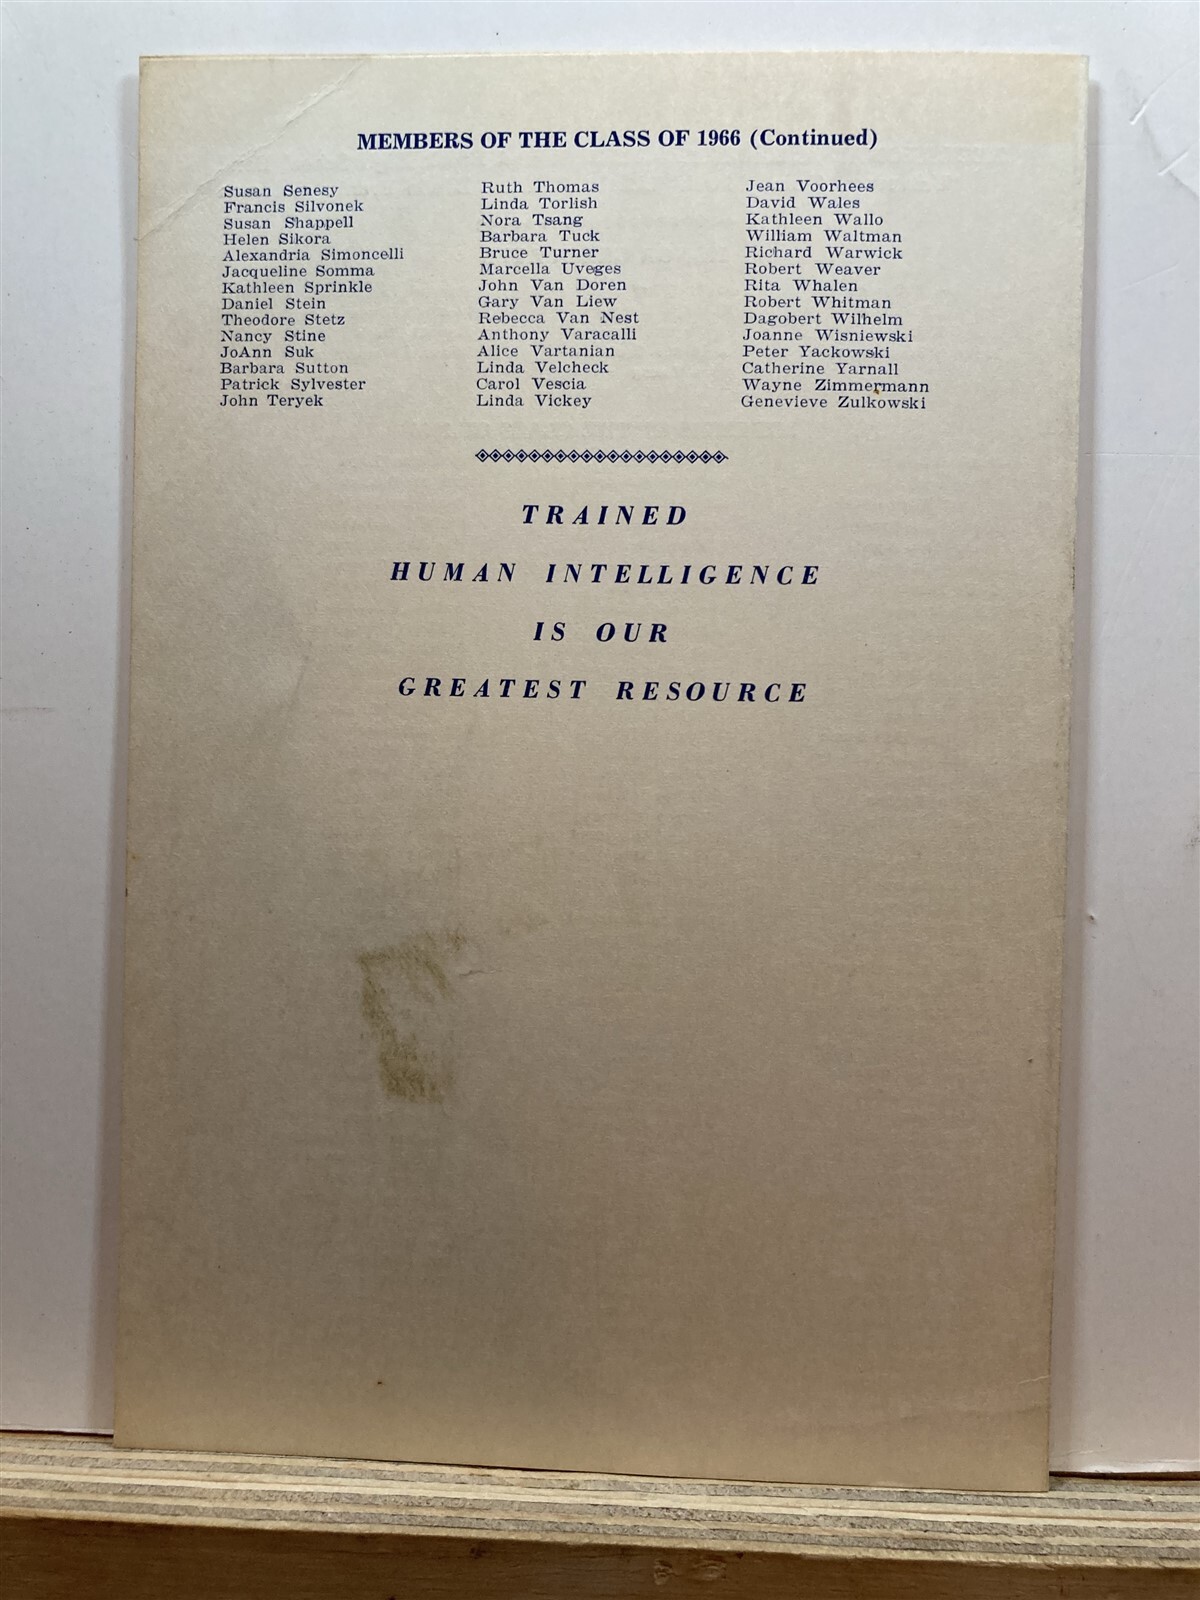 MEMBERS OF THE CLASS OF 1966 (Continued)
Susan Senesy
Francis Silvonek
Susan Shappell
Helen Sikora
Alexandria Simoncelli
Jacqueline Somma
Kathleen Sprinkle
Daniel Stein
Theodore Stetz
Nancy Stine
JoAnn Suk
Barbara Sutton
Patrick Sylvester
John Teryek
Ruth Thomas
Linda Torlish
Nora Tsang
Barbara Tuck
Bruce Turner
Marcella Uveges
John Van Doren
Gary Van Liew
Rebecca Van Nest
Anthony Varacalli
Alice Vartanian
Linda Velcheck
Carol Vescia
Linda Vickey
Jean Voorhees
David Wales
Kathleen Wallo
William Waltman
Richard Warwick
Robert Weaver
Rita Whalen
Robert Whitman
Dagobert Wilhelm
Joanne Wisniewski
Peter Yackowski
Catherine Yarnall
Wayne Zimmermann
Genevieve Zulkowski
TRAINED
HUMAN INTELLIGENCE
IS OUR
GREATEST RESOURCE